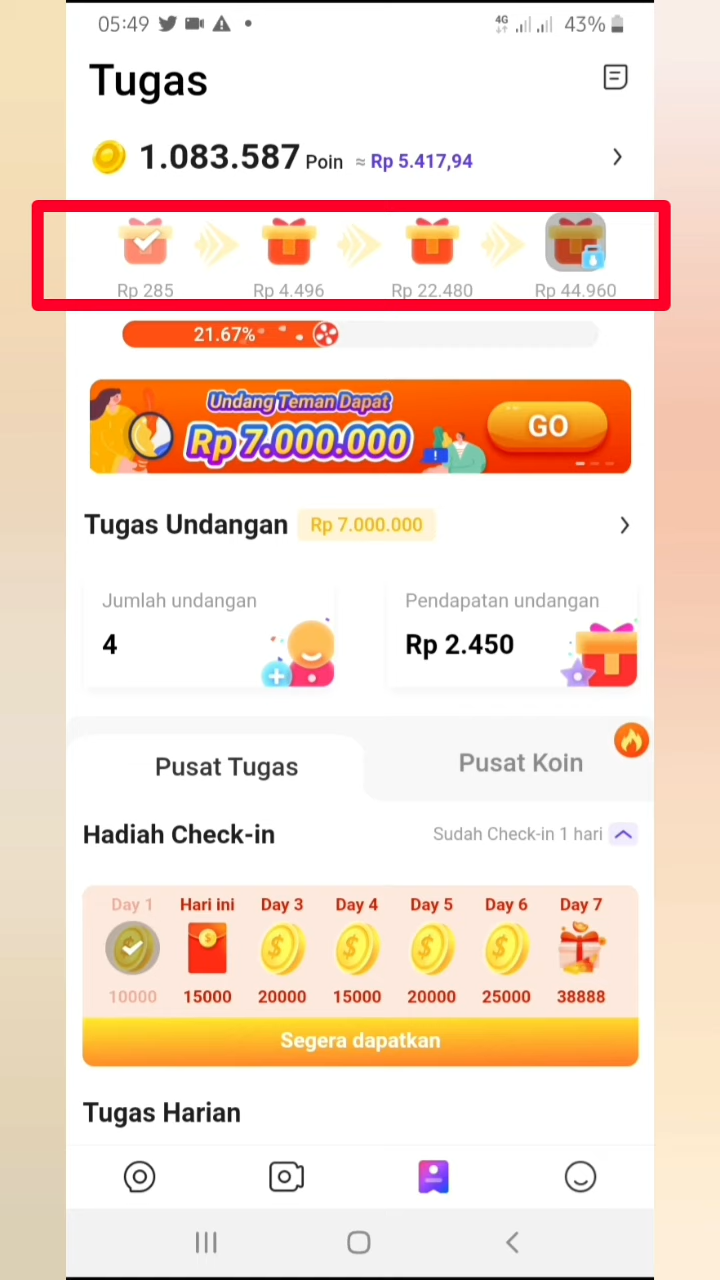 05:49 4G 43%
Tugas
1.083.587 Poin ≈ Rp 5.417,94
Rp 285 Rp 4.496 Rp 22.480 Rp 44.960
21.67%
Undang Teman Dapat
Rp 7.000.000
GO
Tugas Undangan Rp 7.000.000
Jumlah undangan Pendapatan undangan
4 Rp 2.450
Pusat Tugas Pusat Koin
Hadiah Check-in Sudah Check-in 1 hari
Day 1 Hari ini Day 3 Day 4 Day 5 Day 6 Day 7
10000 15000 20000 15000 20000 25000 38888
Segera dapatkan
Tugas Harian